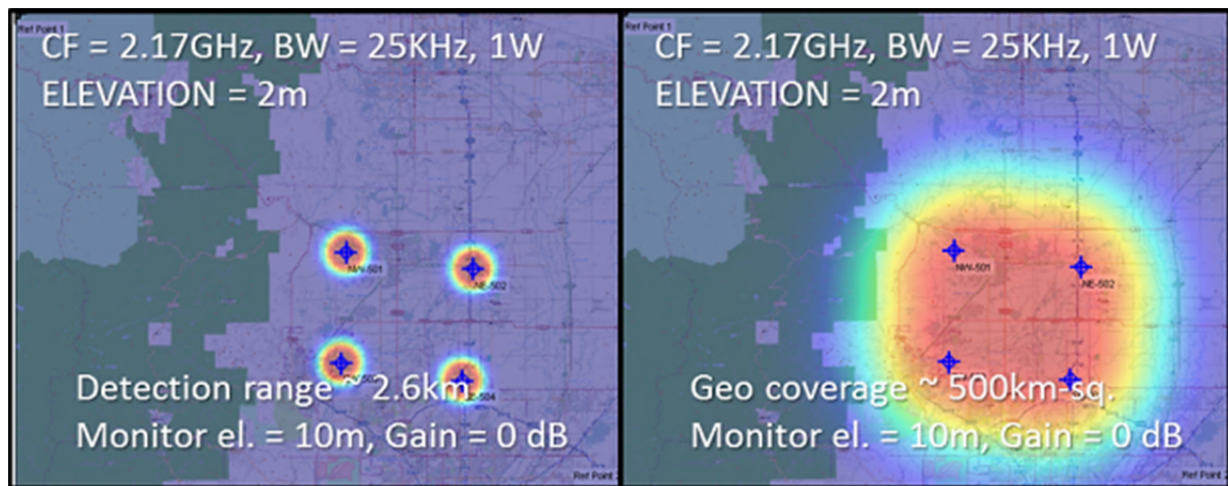 Ref Point 1
CF = 2.17GHz, BW = 25KHz, 1W
ELEVATION = 2m
NW-501
NE-502
Detection range ~ 2.6km
Monitor el. = 10m, Gain = 0 dB
Ref Point
Ref Point 1
CF = 2.17GHz, BW = 25KHz, 1W
ELEVATION = 2m
NW-501
NE-502
Geo coverage ~ 500km-sq.
Monitor el. = 10m, Gain = 0 dB
Ref Point